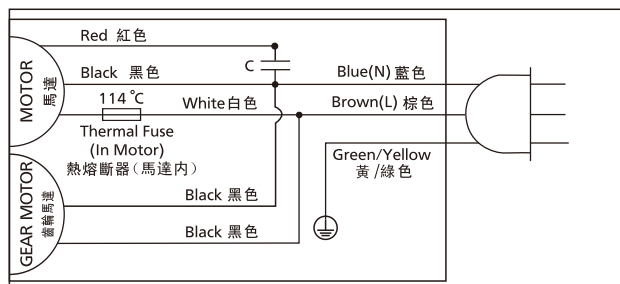 Red 紅色
C
Black 黑色
Blue(N) 藍色
MOTOR
馬達
114 ℃
White白色
Brown(L) 棕色
Thermal Fuse
(In Motor)
熱熔斷器（馬達内）
Green/Yellow
黃/綠色
GEAR MOTOR
齒輪馬達
Black 黑色
Black 黑色